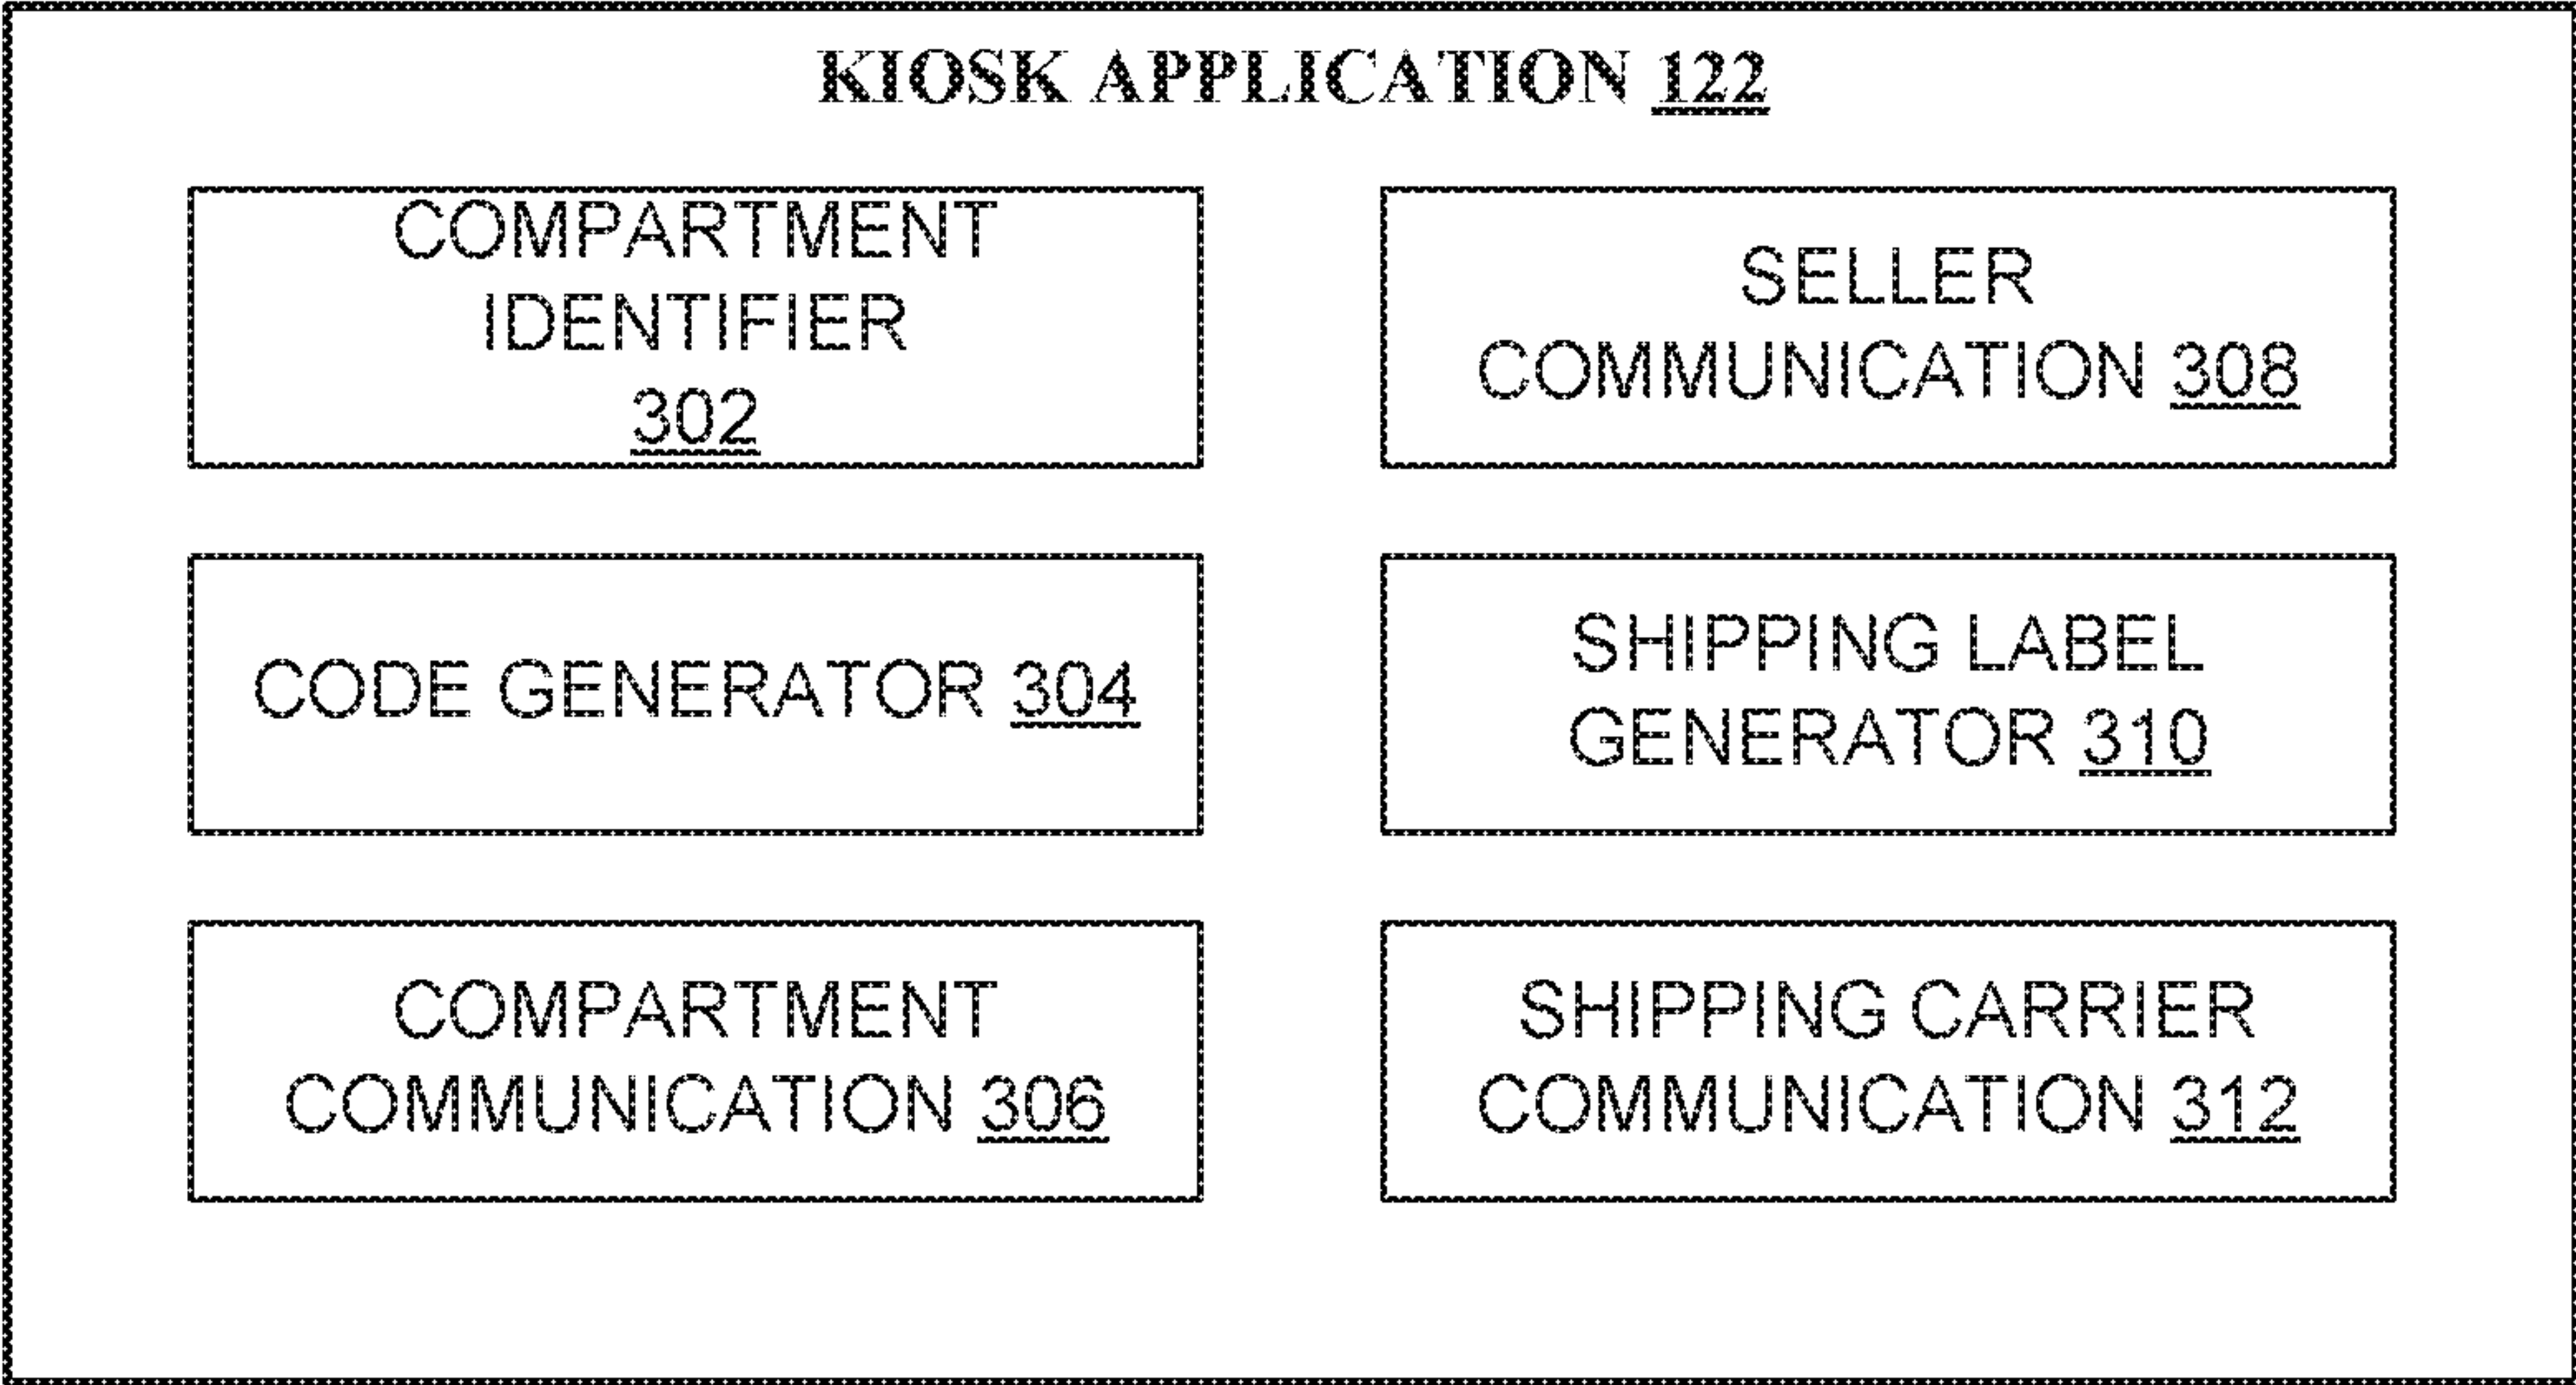 KIOSK APPLICATION 122
COMPARTMENT
IDENTIFIER
302
SELLER
COMMUNICATION 308
CODE GENERATOR 304
SHIPPING LABEL
GENERATOR 310
COMPARTMENT
COMMUNICATION 306
SHIPPING CARRIER
COMMUNICATION 312